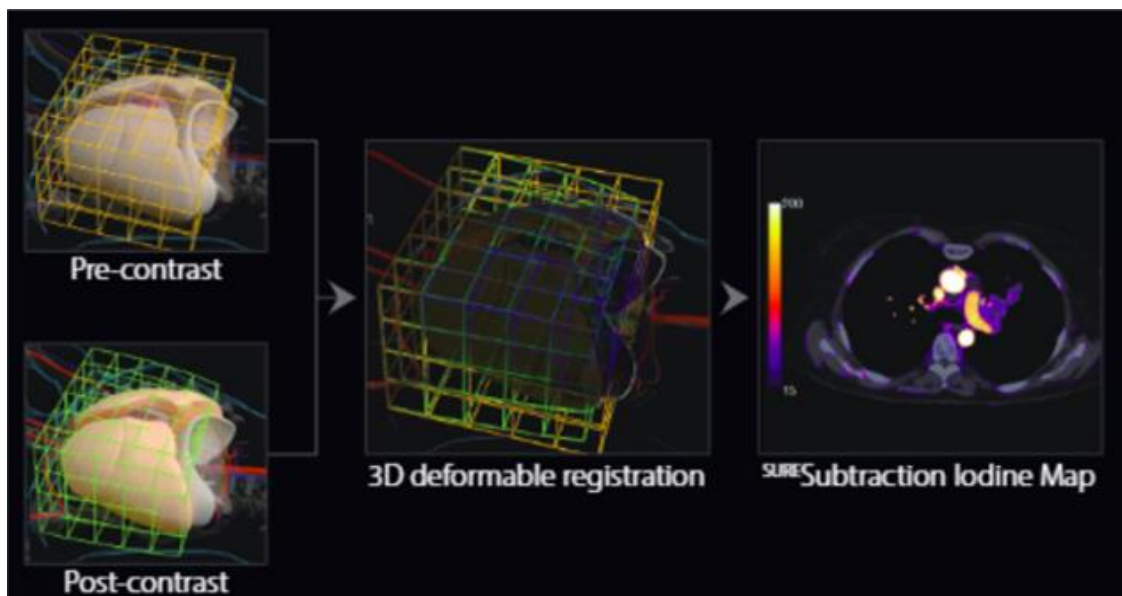 Pre-contrast
Post-contrast
3D deformable registration
200
15
SURESubtraction Iodine Map